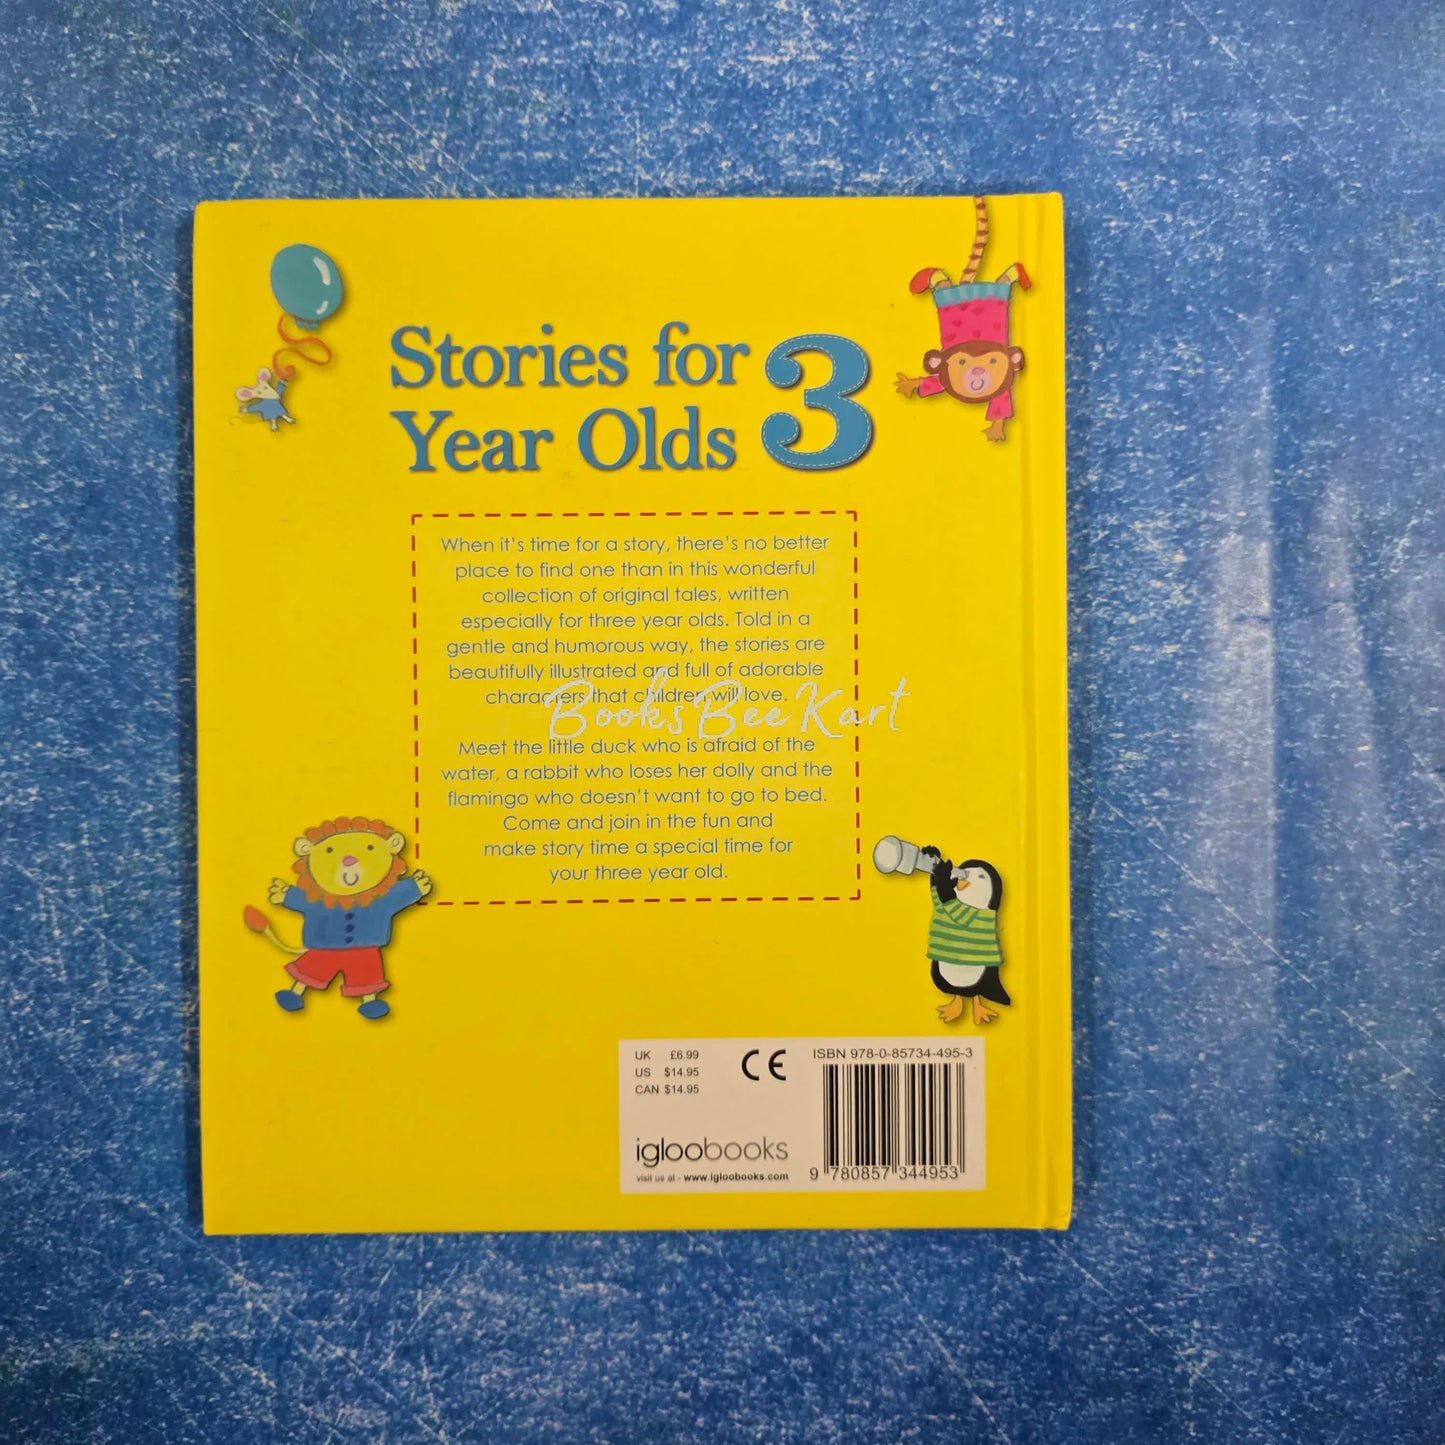 Stories for 3
Year Olds
When it's time for a story, there's no better
place to find one than in this wonderful
collection of original tales, written
especially for three year olds. Told in a
gentle and humorous way, the stories are
beautifully illustrated and full of adorable
characters that children will love.
BooksBeeKart
Meet the little duck who is afraid of the
water, a rabbit who loses her dolly and the
flamingo who doesn't want to go to bed.
Come and join in the fun and
make story time a special time for
your three year old.
UK £6.99
US $14.95
CAN $14.95
CE
ISBN 978-0-85734-495-3
igloobooks
visit us at - www.igloobooks.com
9 780857 344953